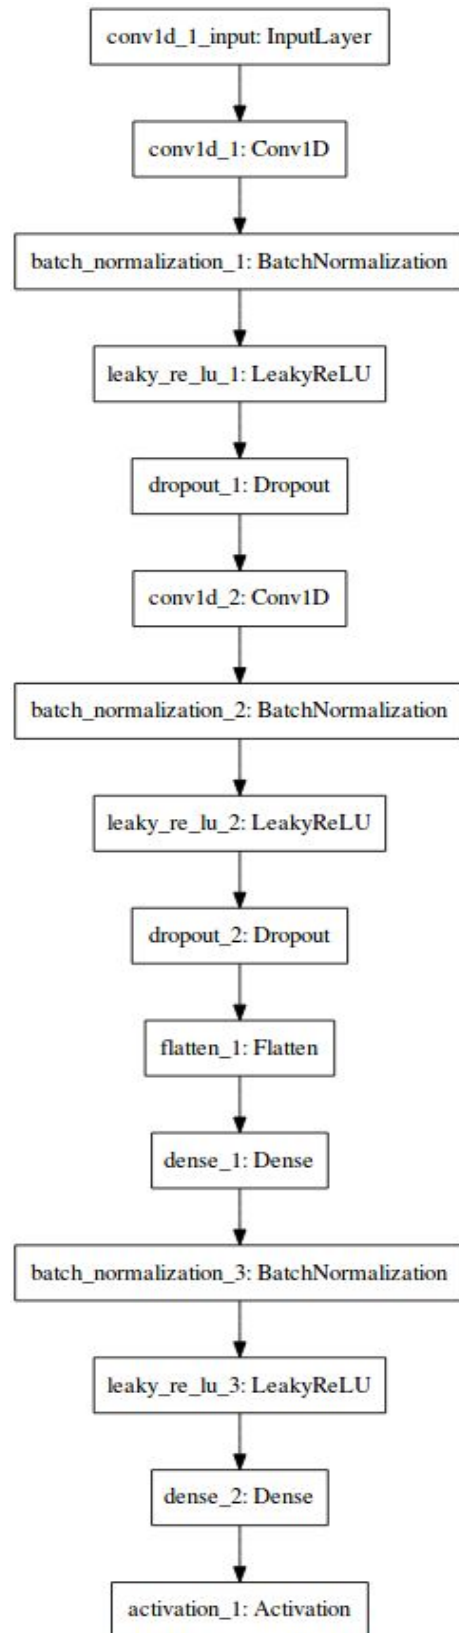 conv1d_1_input: InputLayer
conv1d_1: Conv1D
batch_normalization_1: BatchNormalization
leaky_re_lu_1: LeakyReLU
dropout_1: Dropout
conv1d_2: Conv1D
batch_normalization_2: BatchNormalization
leaky_re_lu_2: LeakyReLU
dropout_2: Dropout
flatten_1: Flatten
dense_1: Dense
batch_normalization_3: BatchNormalization
leaky_re_lu_3: LeakyReLU
dense_2: Dense
activation_1: Activation